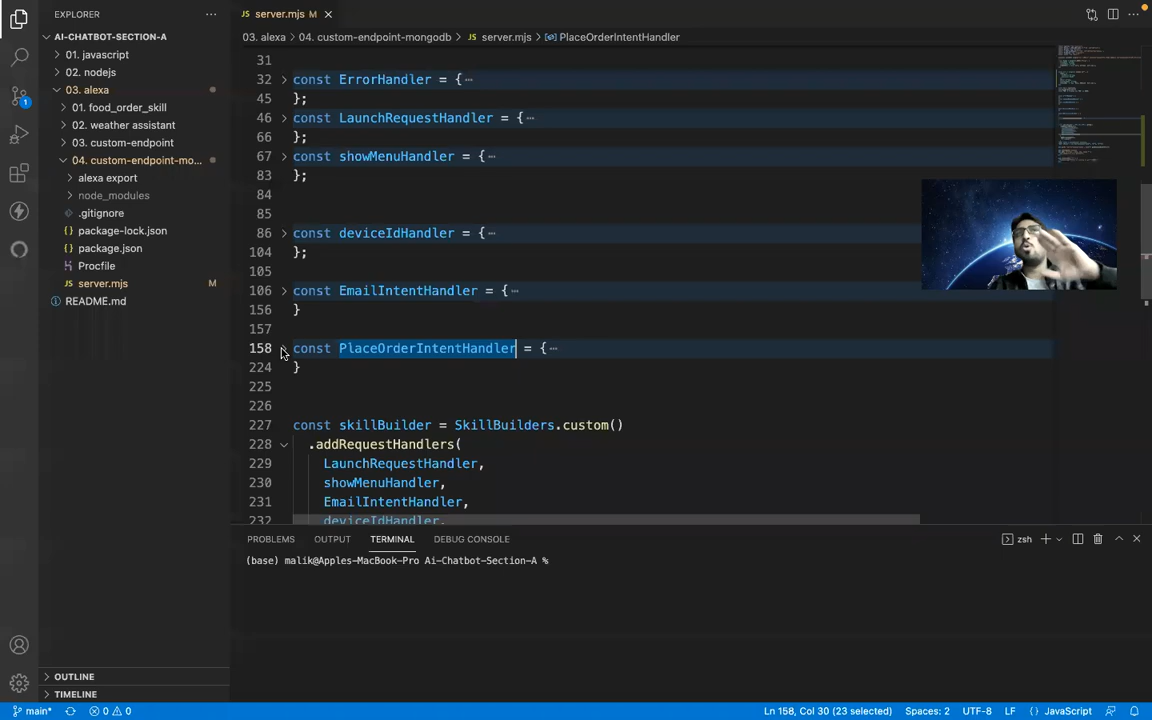 EXPLORER
AI-CHATBOT-SECTION-A
01. javascript
02. nodejs
03. alexa
01. food_order_skill
02. weather assistant
03. custom-endpoint
04. custom-endpoint-mo...
alexa export
node_modules
.gitignore
package-lock.json
package.json
Procfile
server.mjs M
README.md
OUTLINE
TIMELINE
server.mjs M
03. alexa > 04. custom-endpoint-mongodb > server.mjs > PlaceOrderIntentHandler
31
32 const ErrorHandler = {
45 };
46 const LaunchRequestHandler = {
66 };
67 const showMenuHandler = {
83 };
84
85
86 const deviceIdHandler = {
104 };
105
106 const EmailIntentHandler = {
156 }
157
158 const PlaceOrderIntentHandler = {
224 }
225
226
227 const skillBuilder = SkillBuilders.custom()
228 .addRequestHandlers(
229 LaunchRequestHandler,
230 showMenuHandler,
231 EmailIntentHandler,
232 deviceIdHandler,
PROBLEMS OUTPUT TERMINAL DEBUG CONSOLE zsh
(base) malik@Apples-MacBook-Pro Ai-Chatbot-Section-A %
1
main* 0 0 Ln 158, Col 30 (23 selected) Spaces: 2 UTF-8 LF {} JavaScript